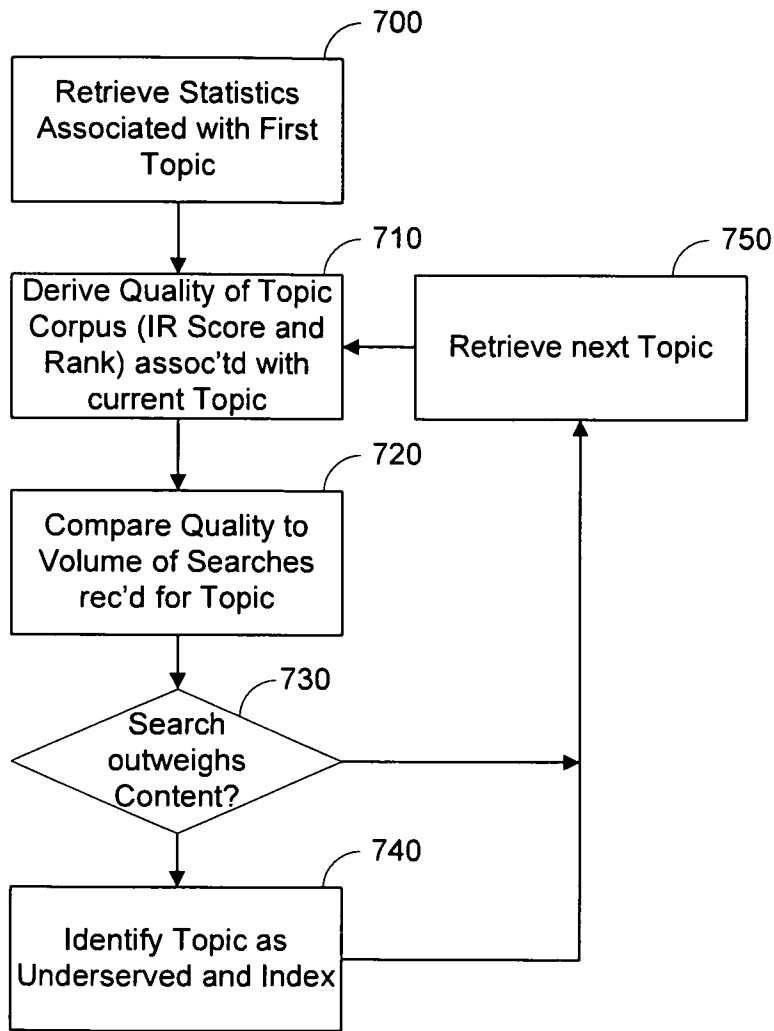 700
Retrieve Statistics
Associated with First
Topic
710
Derive Quality of Topic
Corpus (IR Score and
Rank) assoc'td with
current Topic
750
Retrieve next Topic
720
Compare Quality to
Volume of Searches
rec'd for Topic
730
Search
outweighs
Content?
740
Identify Topic as
Underserved and Index